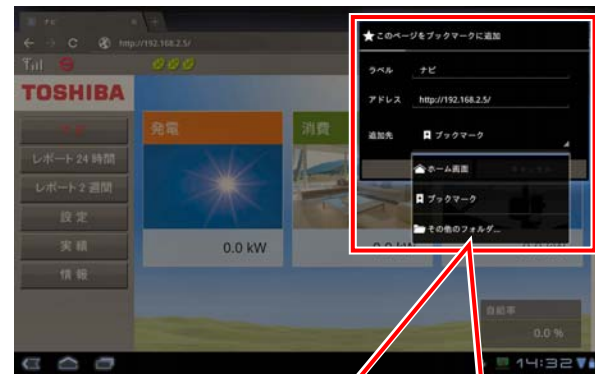 ナビ
http://192.168.2.5/
TOSHIBA
レポート24時間
レポート2週間
設定
実績
情報
発電
0.0 kW
消費
自給率
0.0 %
14:32
このページをブックマークに追加
ラベル
ナビ
アドレス
http://192.168.2.5/
追加先
ブックマーク
ホーム画面
ブックマーク
その他のフォルダ...